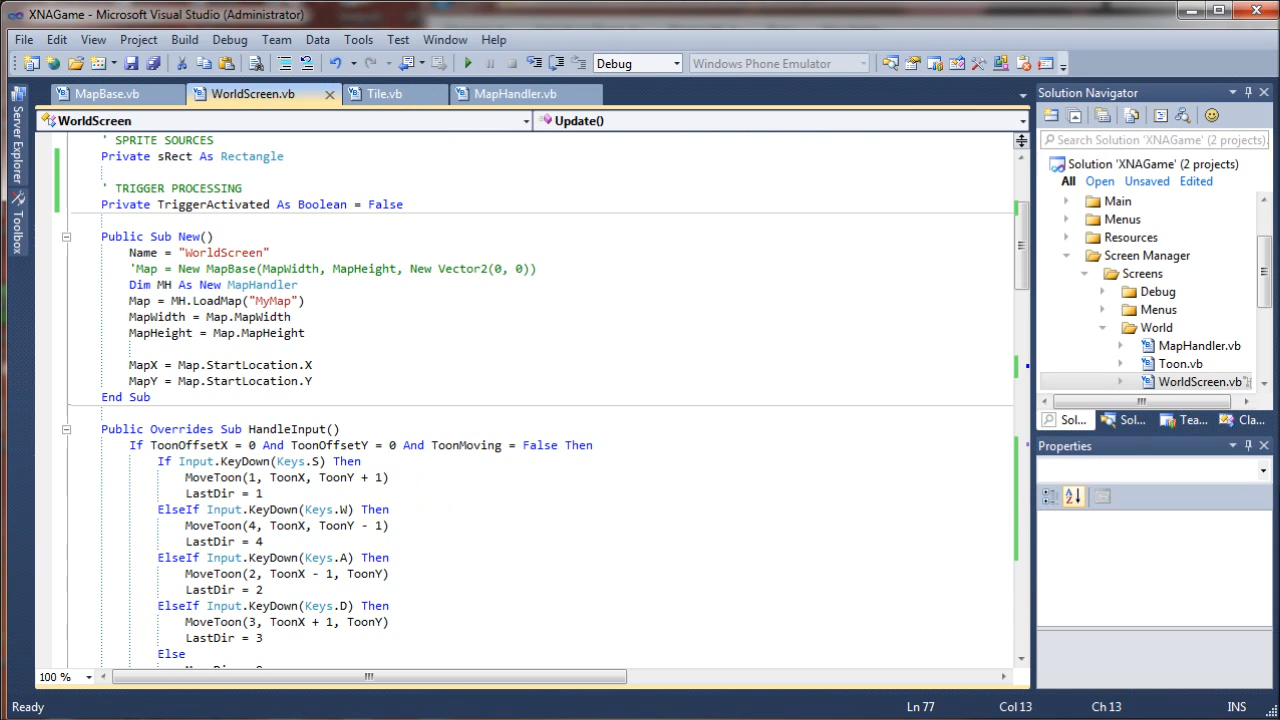 XNAGame - Microsoft Visual Studio (Administrator)
File Edit View Project Build Debug Team Data Tools Test Window Help
Debug Windows Phone Emulator
MapBase.vb WorldScreen.vb Tile.vb MapHandler.vb
WorldScreen Update()
' SPRITE SOURCES
Private sRect As Rectangle
' TRIGGER PROCESSING
Private TriggerActivated As Boolean = False
Public Sub New()
Name = "WorldScreen"
'Map = New MapBase(MapWidth, MapHeight, New Vector2(0, 0))
Dim MH As New MapHandler
Map = MH.LoadMap("MyMap")
MapWidth = Map.MapWidth
MapHeight = Map.MapHeight
MapX = Map.StartLocation.X
MapY = Map.StartLocation.Y
End Sub
Public Overrides Sub HandleInput()
If ToonOffsetX = 0 And ToonOffsetY = 0 And ToonMoving = False Then
If Input.KeyDown(Keys.S) Then
MoveToon(1, ToonX, ToonY + 1)
LastDir = 1
ElseIf Input.KeyDown(Keys.W) Then
MoveToon(4, ToonX, ToonY - 1)
LastDir = 4
ElseIf Input.KeyDown(Keys.A) Then
MoveToon(2, ToonX - 1, ToonY)
LastDir = 2
ElseIf Input.KeyDown(Keys.D) Then
MoveToon(3, ToonX + 1, ToonY)
LastDir = 3
Else
100 %
Server Explorer
Toolbox
Solution Navigator
Search Solution 'XNAGame' (2 projects)
Solution 'XNAGame' (2 projects)
All Open Unsaved Edited
Main
Menus
Resources
Screen Manager
Screens
Debug
Menus
World
MapHandler.vb
Toon.vb
WorldScreen.vb
Sol... Sol... Tea... Cla...
Properties
Ready Ln 77 Col 13 Ch 13 INS